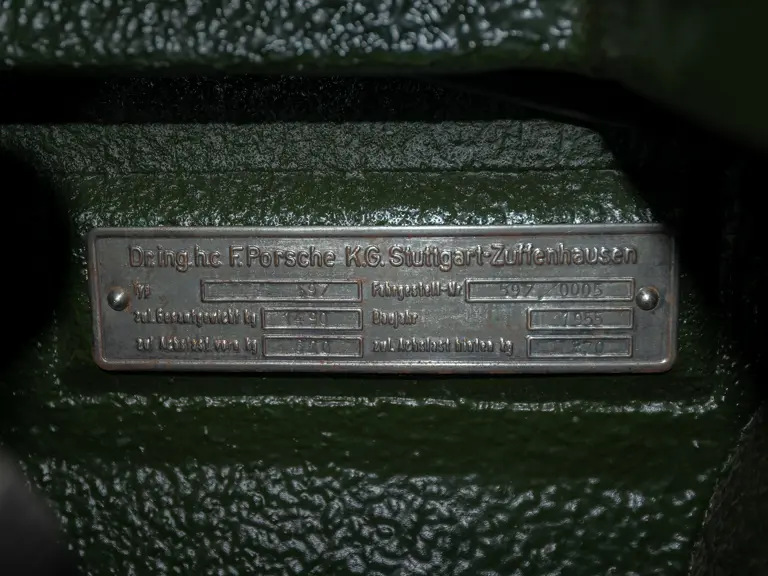 Dr.ing.h.c. F. Porsche K.G. Stuttgart-Zuffenhausen
Typ 597 Fahrgestell-Nr. 597/0005
zul. Gesamtgewicht kg Baujahr 1955
zul. Achslast vorn kg zul. Achslast hinten kg